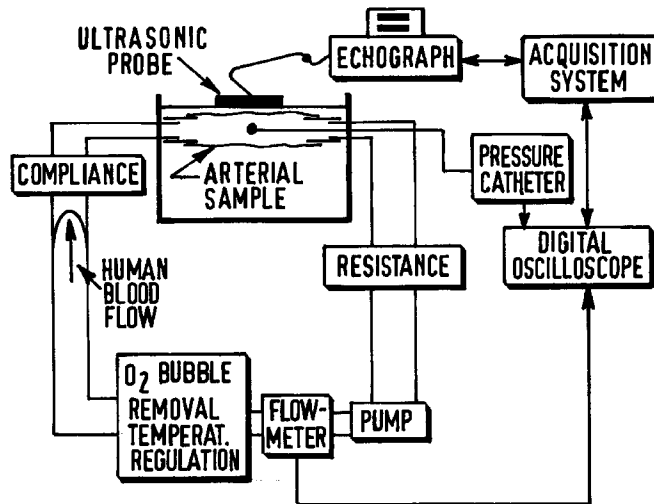 ULTRASONIC
PROBE
ECHOGRAPH
ACQUISITION
SYSTEM
COMPLIANCE
ARTERIAL
SAMPLE
PRESSURE
CATHETER
HUMAN
BLOOD
FLOW
RESISTANCE
DIGITAL
OSCILLOSCOPE
O2 BUBBLE
REMOVAL
TEMPERAT.
REGULATION
FLOW-
METER
PUMP